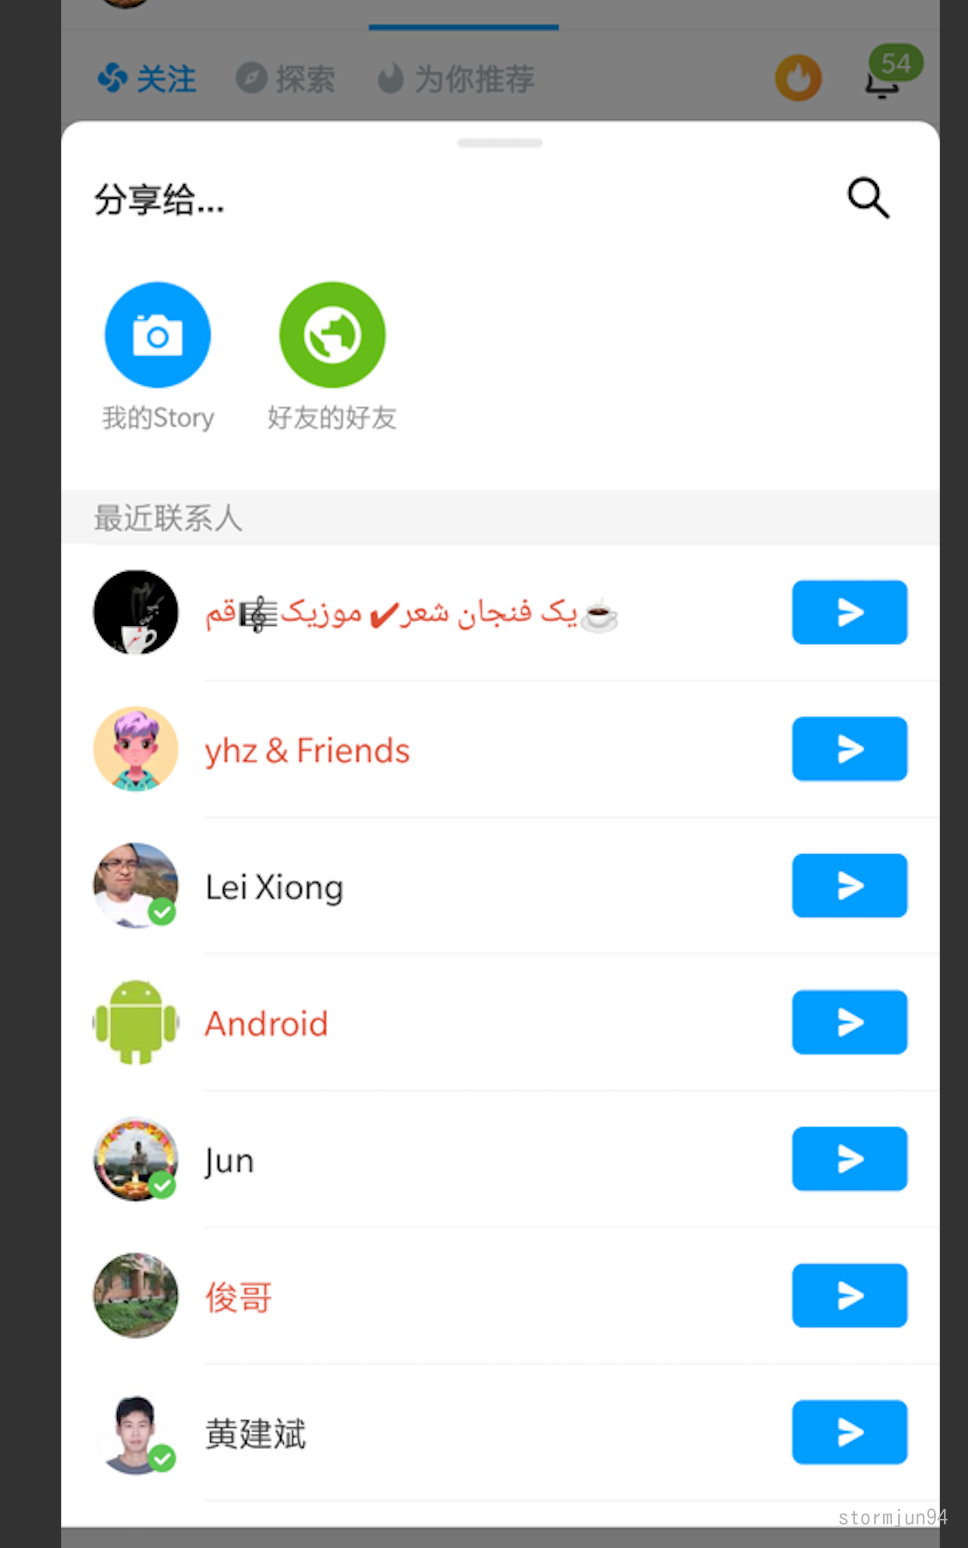 关注 探索 为你推荐 54
分享给...
我的Story 好友的好友
最近联系人
☕یک فنجان شعر✔موزیک🎼قم
yhz & Friends
Lei Xiong
Android
Jun
俊哥
黄建斌
stormjun94